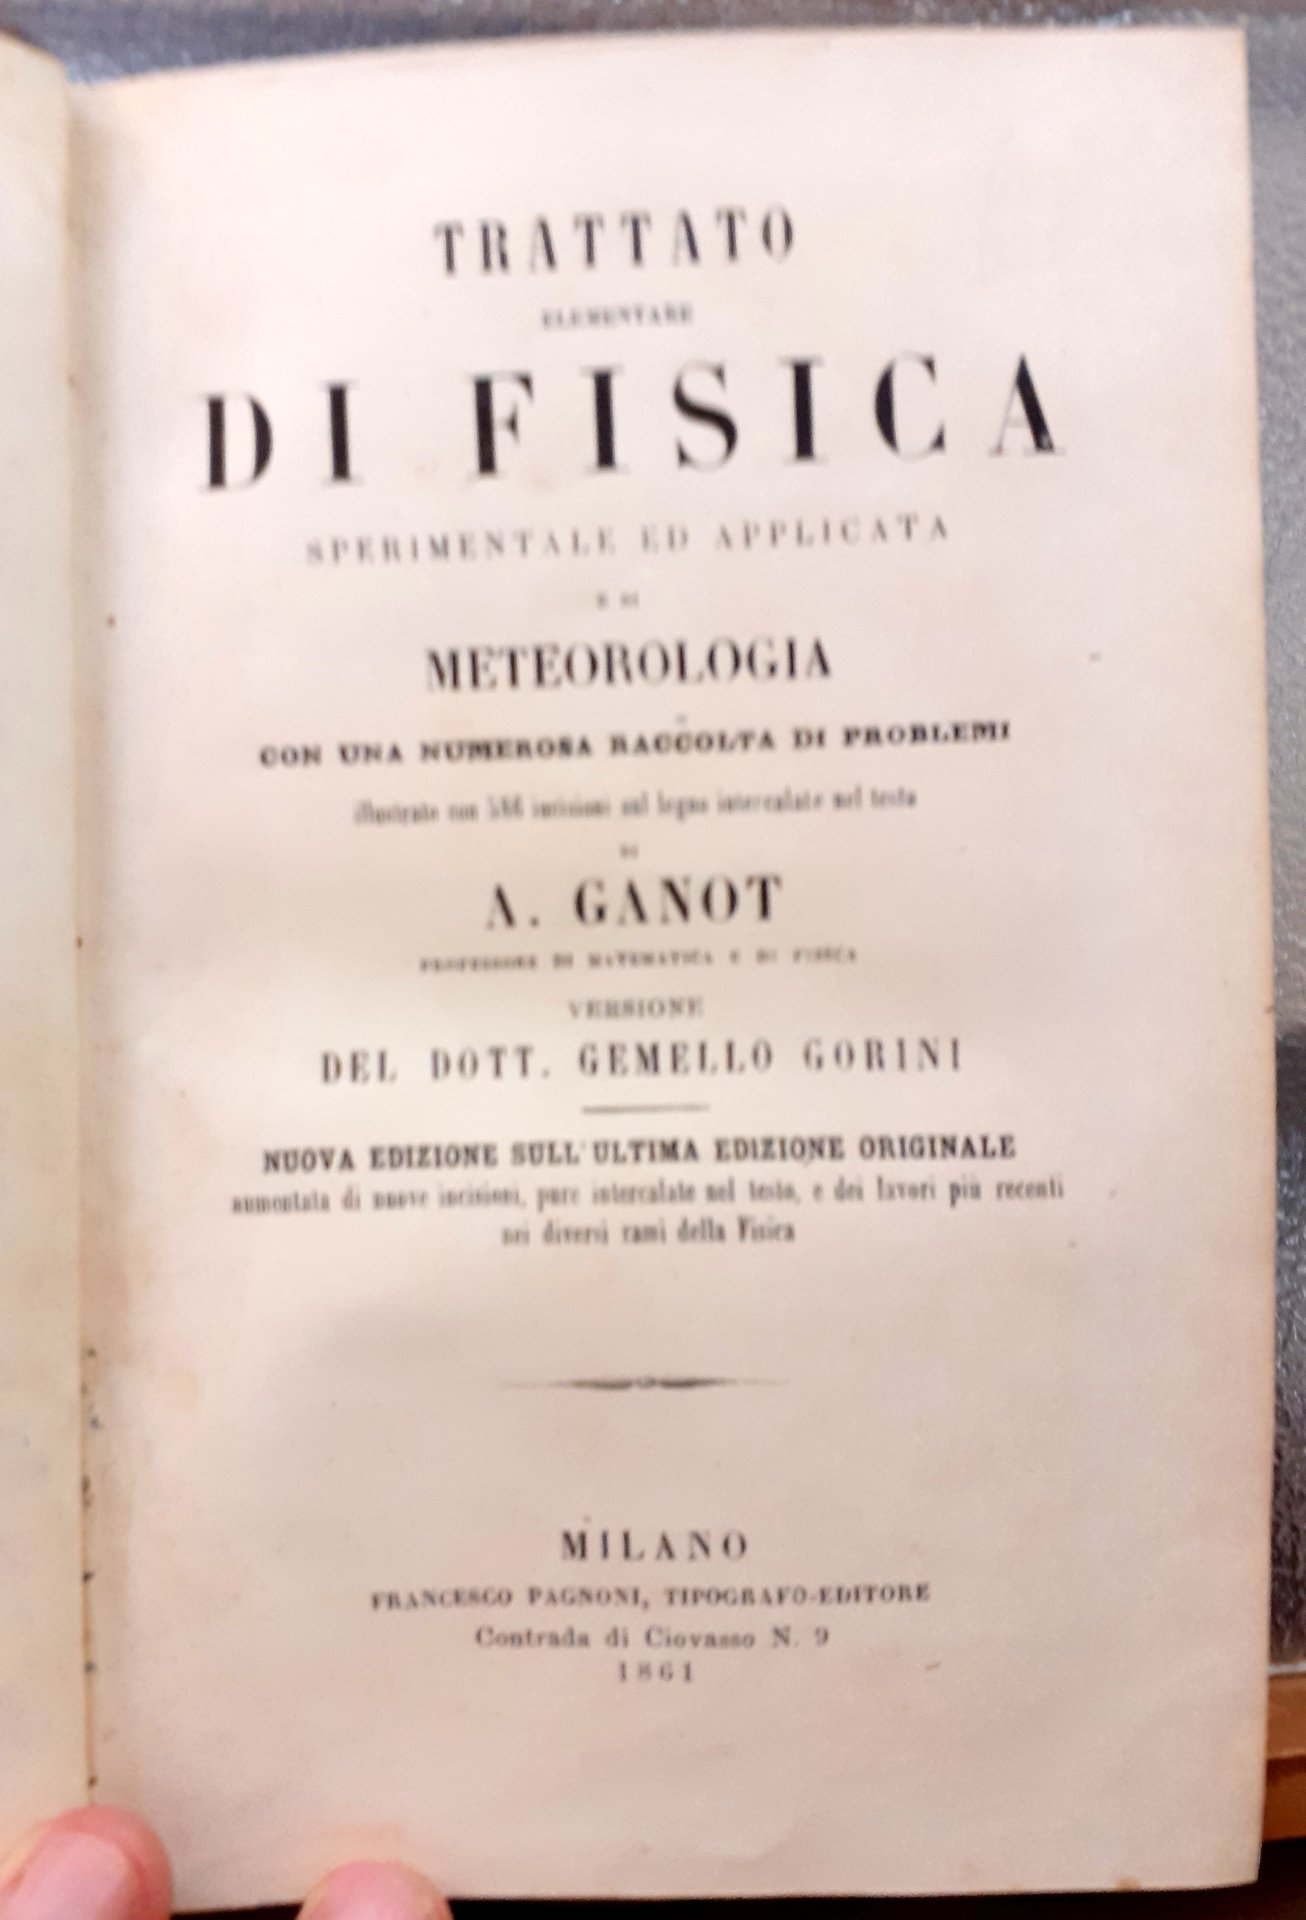 TRATTATO
ELEMENTARE
DI FISICA
SPERIMENTALE ED APPLICATA
E DI
METEOROLOGIA
CON UNA NUMEROSA RACCOLTA DI PROBLEMI
illustrato con incisioni sul legno intercalate nel testo
DI
A. GANOT
PROFESSORE DI MATEMATICA E DI FISICA
VERSIONE
DEL DOTT. GEMELLO GORINI
NUOVA EDIZIONE SULL'ULTIMA EDIZIONE ORIGINALE
aumentata di nuove incisioni, pure intercalate nel testo, e dei lavori più recenti
nei diversi rami della Fisica
MILANO
FRANCESCO PAGNONI, TIPOGRAFO-EDITORE
Contrada di Ciovasso N. 9
1861